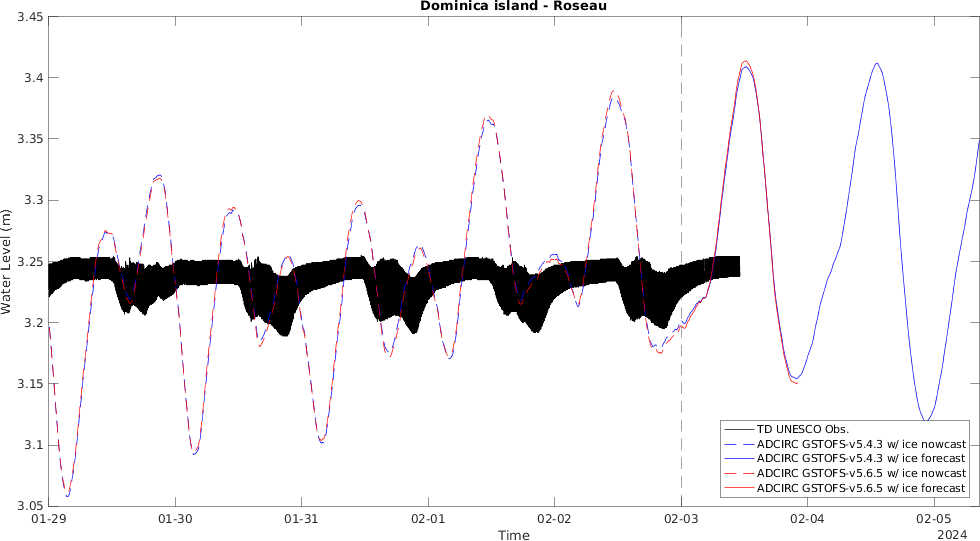 Dominica island - Roseau
3.45
3.4
3.35
3.3
3.25
3.2
3.15
3.1
3.05
Water Level (m)
01-29 01-30 01-31 02-01 02-02 02-03 02-04 02-05
Time
2024
TD UNESCO Obs.
ADCIRC GSTOFS-v5.4.3 w/ ice nowcast
ADCIRC GSTOFS-v5.4.3 w/ ice forecast
ADCIRC GSTOFS-v5.6.5 w/ ice nowcast
ADCIRC GSTOFS-v5.6.5 w/ ice forecast